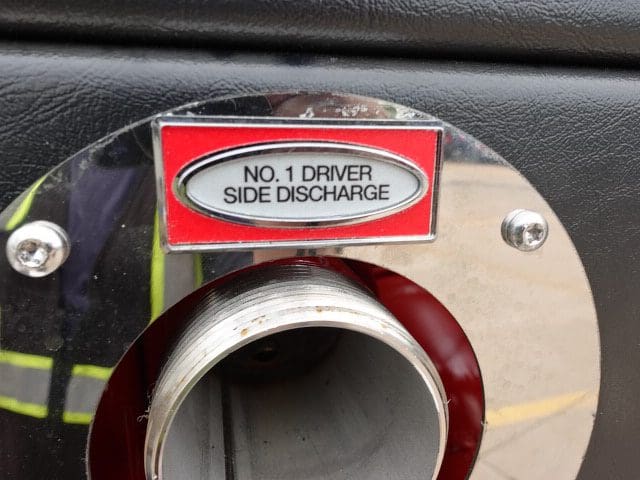 NO. 1 DRIVER
SIDE DISCHARGE